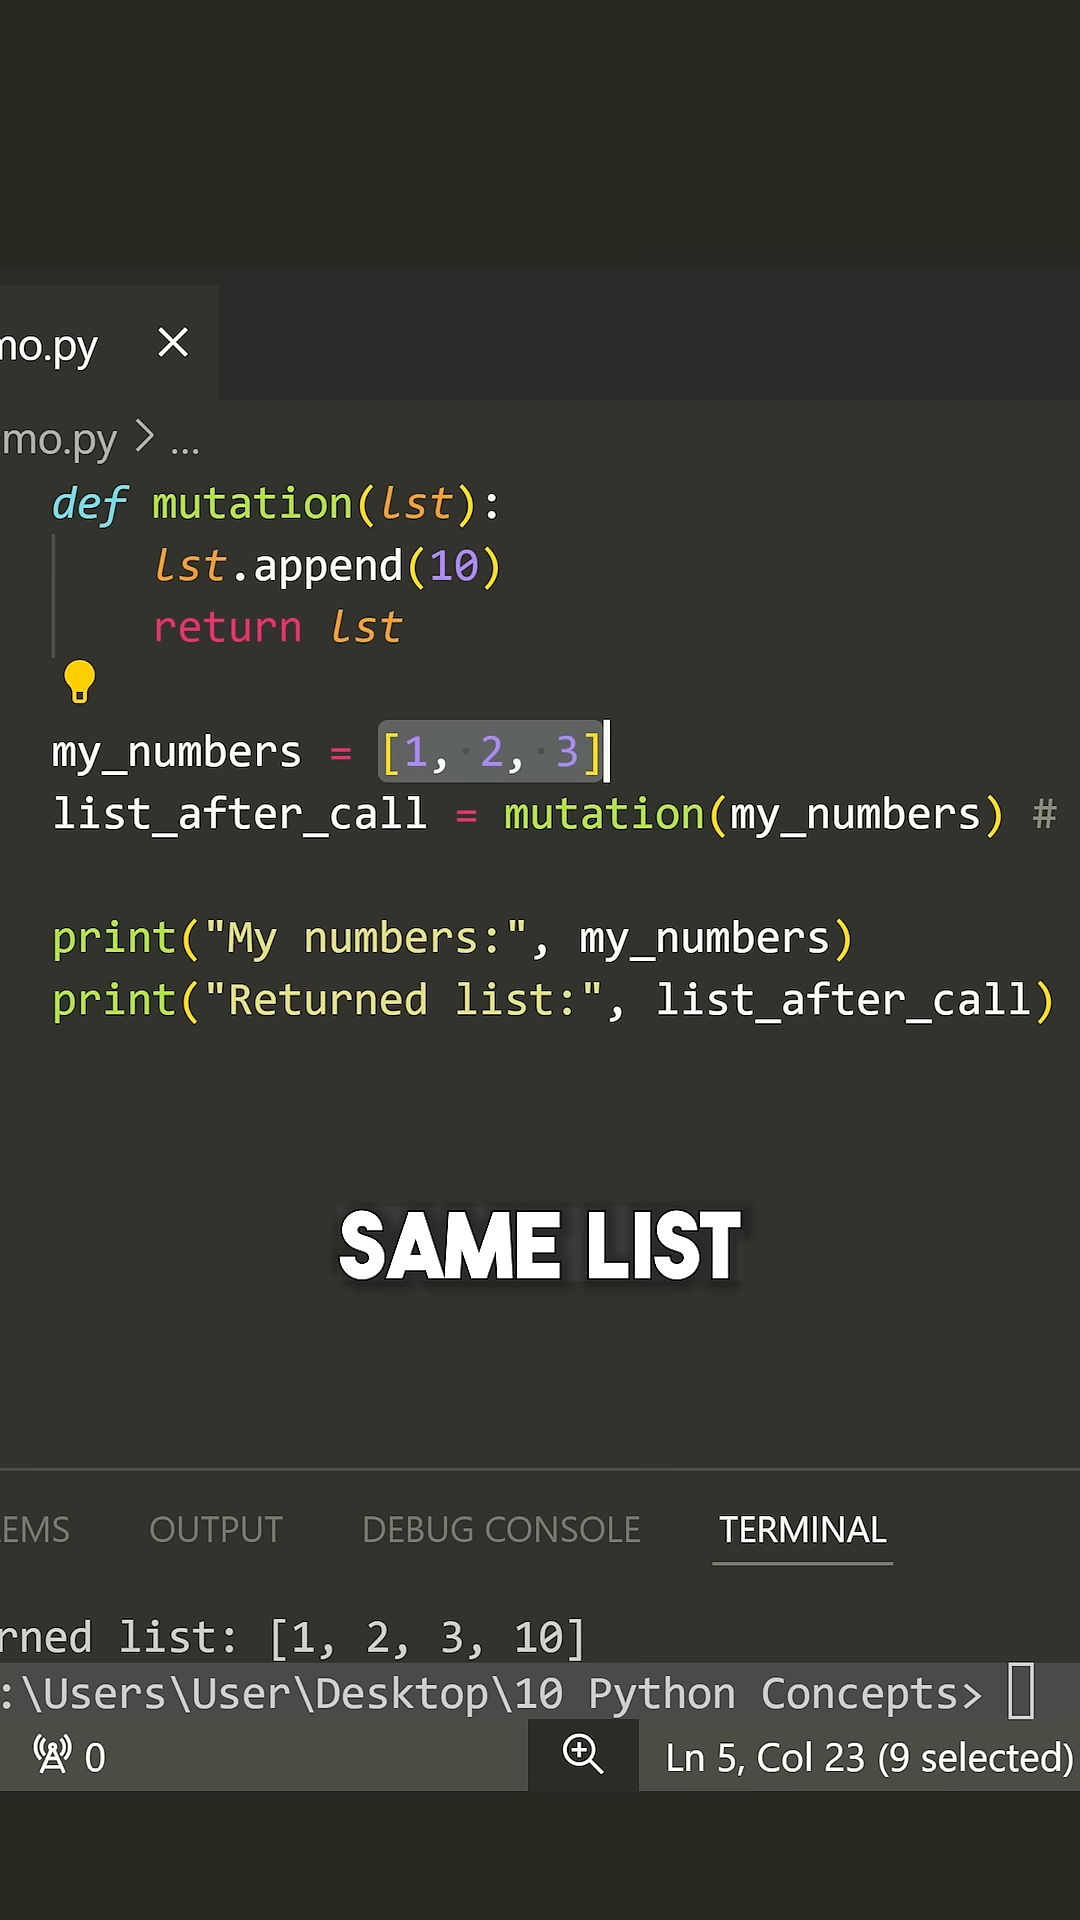 mo.py
mo.py > ...
def mutation(lst):
lst.append(10)
return lst
my_numbers = [1, 2, 3]
list_after_call = mutation(my_numbers) #
print("My numbers:", my_numbers)
print("Returned list:", list_after_call)
SAME LIST
EMS OUTPUT DEBUG CONSOLE TERMINAL
rned list: [1, 2, 3, 10]
:\Users\User\Desktop\10 Python Concepts>
0 Ln 5, Col 23 (9 selected)